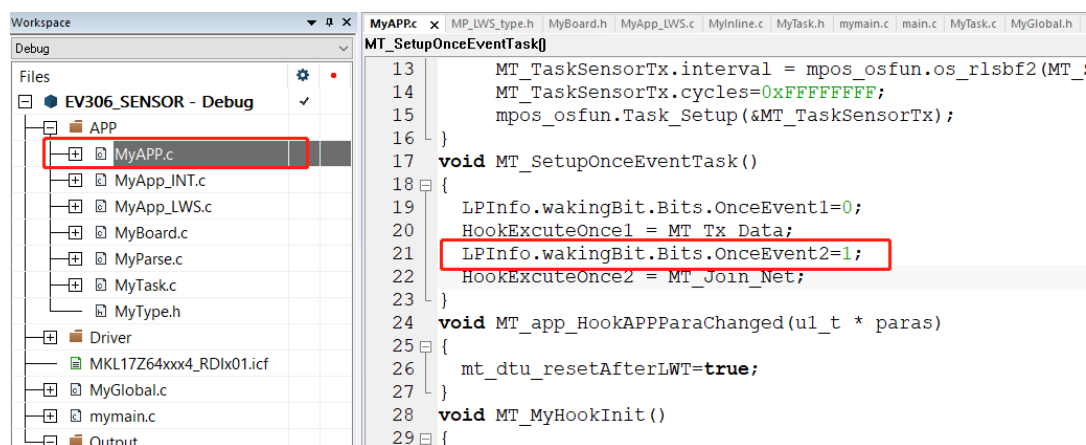 Workspace
Debug
Files
EV306_SENSOR - Debug
APP
MyAPP.c
MyApp_INT.c
MyApp_LWS.c
MyBoard.c
MyParse.c
MyTask.c
MyType.h
Driver
MKL17Z64xxx4_RDIx01.icf
MyGlobal.c
mymain.c
Output
MyAPP.c x MP_LWS_type.h MyBoard.h MyApp_LWS.c MyInline.c MyTask.h mymain.c main.c MyTask.c MyGlobal.h
MT_SetupOnceEventTask()
13 MT_TaskSensorTx.interval = mpos_osfun.os_rlsbf2(MT_
14 MT_TaskSensorTx.cycles=0xFFFFFFFF;
15 mpos_osfun.Task_Setup(&MT_TaskSensorTx);
16 }
17 void MT_SetupOnceEventTask()
18 {
19 LPInfo.wakingBit.Bits.OnceEvent1=0;
20 HookExcuteOnce1 = MT_Tx_Data;
21 LPInfo.wakingBit.Bits.OnceEvent2=1;
22 HookExcuteOnce2 = MT_Join_Net;
23 }
24 void MT_app_HookAPPParaChanged(u1_t * paras)
25 {
26 mt_dtu_resetAfterLWT=true;
27 }
28 void MT_MyHookInit()
29 {